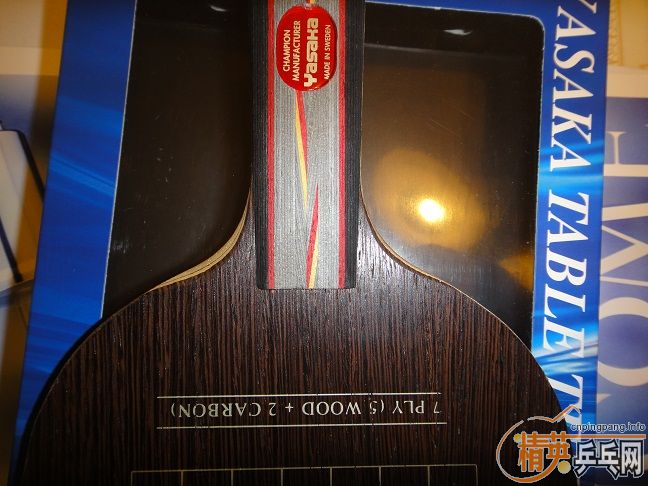 CHAMPION
MANUFACTURER
Yasaka
MADE IN SWEDEN
YASAKA TABLE T
7 PLY (5 WOOD + 2 CARBON)
cnpingpang.info
精英乒乓网